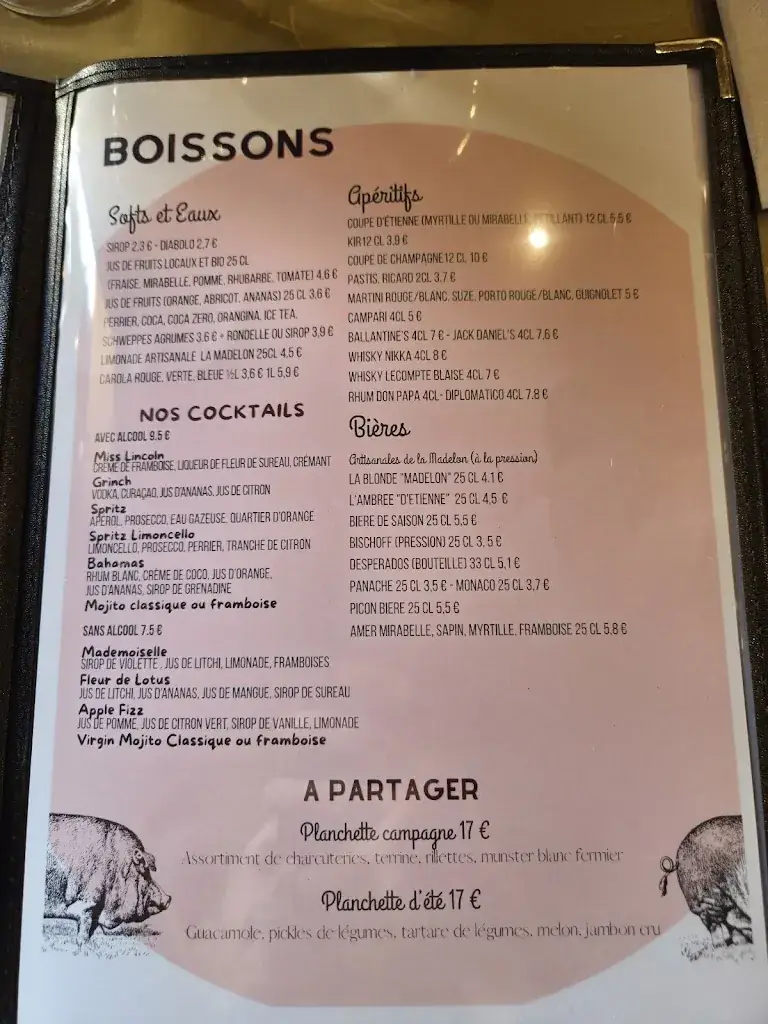 BOISSONS
Softs et Eaux
SIROP 2,3 € - DIABOLO 2,7 €
JUS DE FRUITS LOCAUX ET BIO 25 CL
(FRAISE, MIRABELLE, POMME, RHUBARBE, TOMATE) 4,6 €
JUS DE FRUITS (ORANGE, ABRICOT, ANANAS) 25 CL 3,6 €
PERRIER, COCA, COCA ZERO, ORANGINA, ICE TEA,
SCHWEPPES AGRUMES 3,6 € + RONDELLE OU SIROP 3,9 €
LIMONADE ARTISANALE LA MADELON 25CL 4,5 €
CAROLA ROUGE, VERTE, BLEUE ½L 3,6 € 1L 5,9 €
NOS COCKTAILS
AVEC ALCOOL 9.5 €
Miss Lincoln
CRÈME DE FRAMBOISE, LIQUEUR DE FLEUR DE SUREAU, CRÉMANT
Grinch
VODKA, CURAÇAO, JUS D'ANANAS, JUS DE CITRON
Spritz
APEROL, PROSECCO, EAU GAZEUSE, QUARTIER D'ORANGE
Spritz Limoncello
LIMONCELLO, PROSECCO, PERRIER, TRANCHE DE CITRON
Bahamas
RHUM BLANC, CRÈME DE COCO, JUS D'ORANGE,
JUS D'ANANAS, SIROP DE GRENADINE
Mojito classique ou framboise
SANS ALCOOL 7.5 €
Mademoiselle
SIROP DE VIOLETTE , JUS DE LITCHI, LIMONADE, FRAMBOISES
Fleur de Lotus
JUS DE LITCHI, JUS D'ANANAS, JUS DE MANGUE, SIROP DE SUREAU
Apple Fizz
JUS DE POMME, JUS DE CITRON VERT, SIROP DE VANILLE, LIMONADE
Virgin Mojito Classique ou framboise
Apéritifs
COUPE D'ÉTIENNE (MYRTILLE OU MIRABELLE PÉTILLANT) 12 CL 5,5 €
KIR12 CL 3,9 €
COUPE DE CHAMPAGNE12 CL 10 €
PASTIS, RICARD 2CL 3,7 €
MARTINI ROUGE/BLANC, SUZE, PORTO ROUGE/BLANC, GUIGNOLET 5 €
CAMPARI 4CL 5 €
BALLANTINE'S 4CL 7 € - JACK DANIEL'S 4CL 7,6 €
WHISKY NIKKA 4CL 8 €
WHISKY LECOMPTE BLAISE 4CL 7 €
RHUM DON PAPA 4CL- DIPLOMATICO 4CL 7.8 €
Bières
Artisanales de la Madelon (à la pression)
LA BLONDE "MADELON" 25 CL 4.1 €
L'AMBREE "D'ETIENNE" 25 CL 4,5 €
BIERE DE SAISON 25 CL 5,5 €
BISCHOFF (PRESSION) 25 CL 3, 5 €
DESPERADOS (BOUTEILLE) 33 CL 5,1 €
PANACHE 25 CL 3,5 € - MONACO 25 CL 3,7 €
PICON BIERE 25 CL 5,5 €
AMER MIRABELLE, SAPIN, MYRTILLE, FRAMBOISE 25 CL 5,8 €
A PARTAGER
Planchette campagne 17 €
Assortiment de charcuteries, terrine, rillettes, munster blanc fermier
Planchette d'été 17 €
Guacamole, pickles de légumes, tartare de légumes, melon, jambon cru